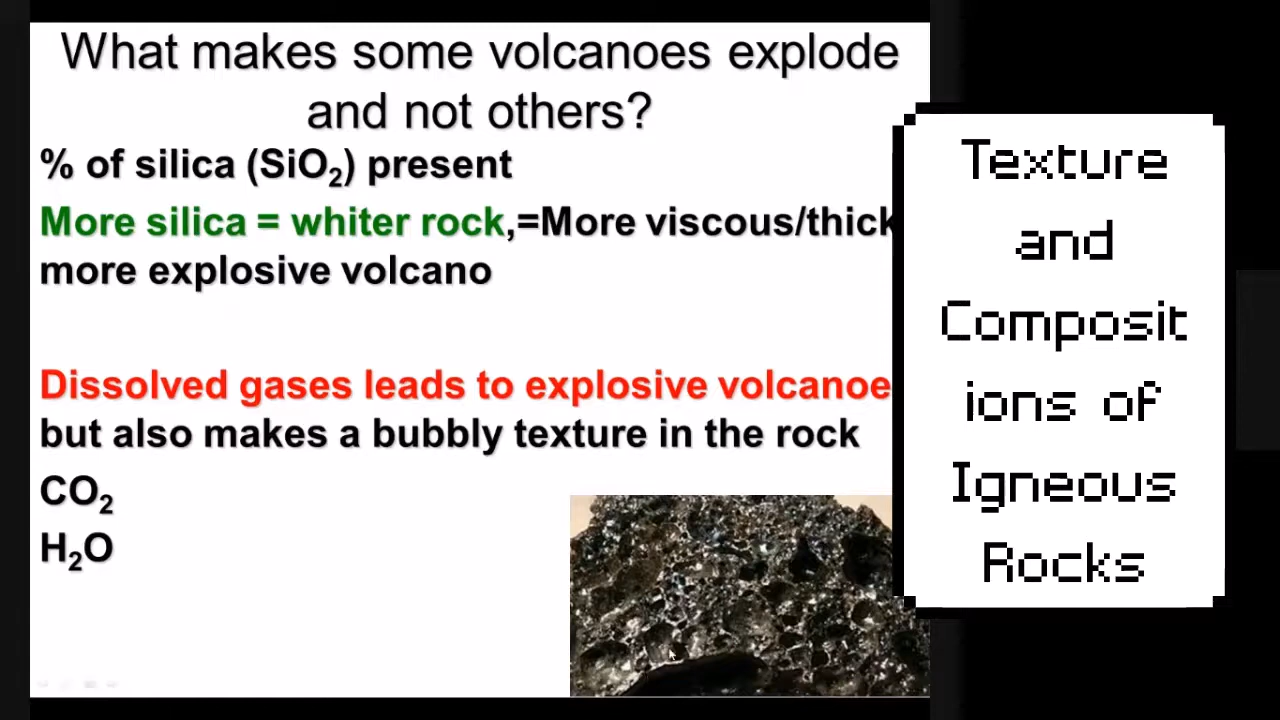 What makes some volcanoes explode
and not others?
% of silica (SiO₂) present
More silica = whiter rock,=More viscous/thick
more explosive volcano
Dissolved gases leads to explosive volcanoe
but also makes a bubbly texture in the rock
CO₂
H₂O
Texture
and
Composit
ions of
Igneous
Rocks